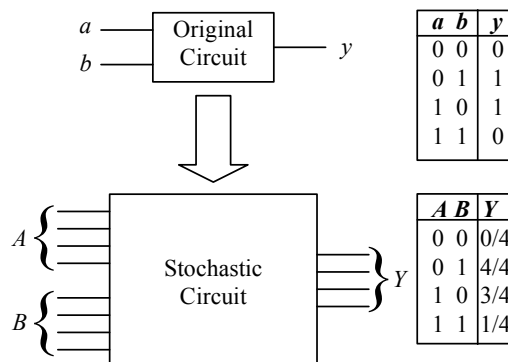 a
b
Original
Circuit
y
a b y
0 0 0
0 1 1
1 0 1
1 1 0
A
B
Stochastic
Circuit
Y
A B Y
0 0 0/4
0 1 4/4
1 0 3/4
1 1 1/4